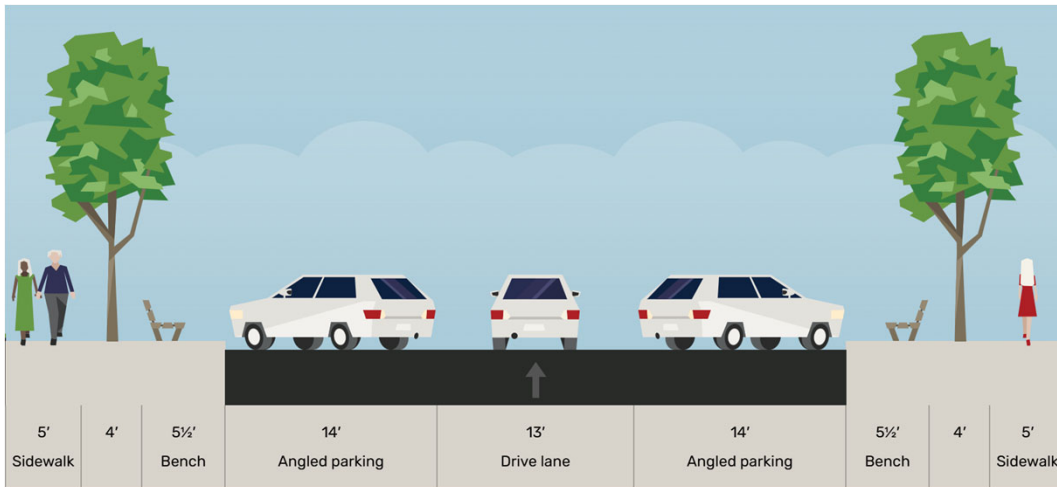 5’ 4’ 5½’ 14’ 13’ 14’ 5½’ 4’ 5’
Sidewalk Bench Angled parking Drive lane Angled parking Bench Sidewalk